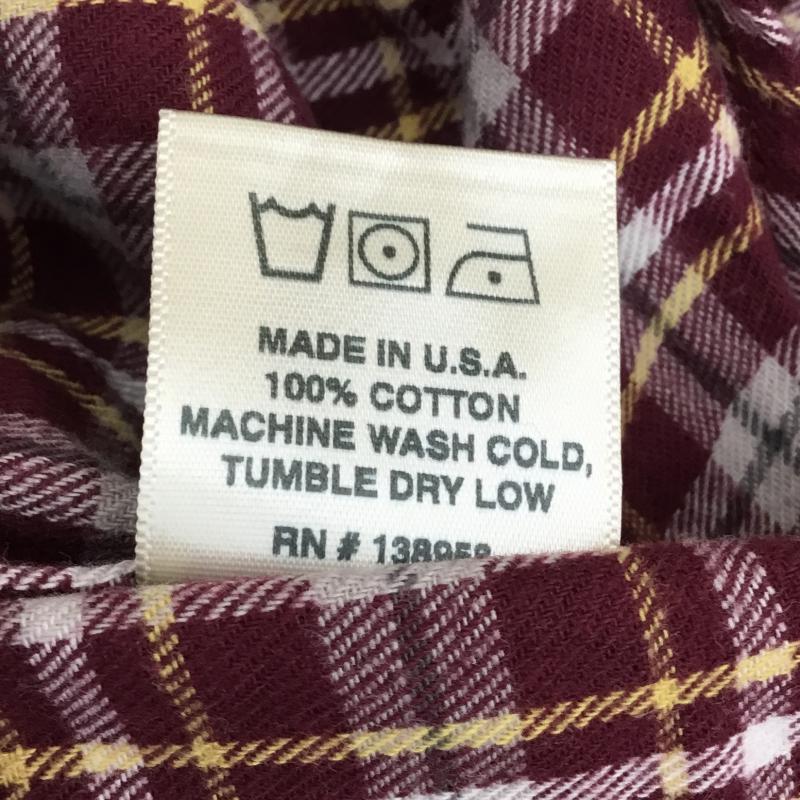 MADE IN U.S.A.
100% COTTON
MACHINE WASH COLD,
TUMBLE DRY LOW
RN #